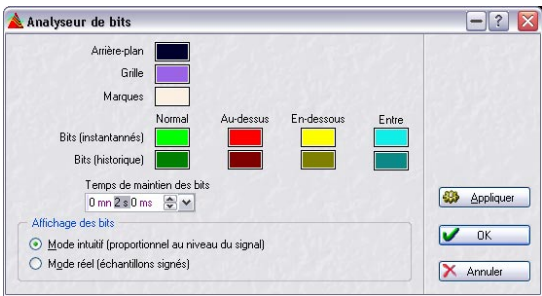 Analyseur de bits
Arrière-plan
Grille
Marques
Normal Au-dessus En-dessous Entre
Bits (instantannés)
Bits (historique)
Temps de maintien des bits
0 mn 2 s 0 ms
Affichage des bits
Mode intuitif (proportionnel au niveau du signal)
Mode réel (échantillons signés)
Appliquer
OK
Annuler